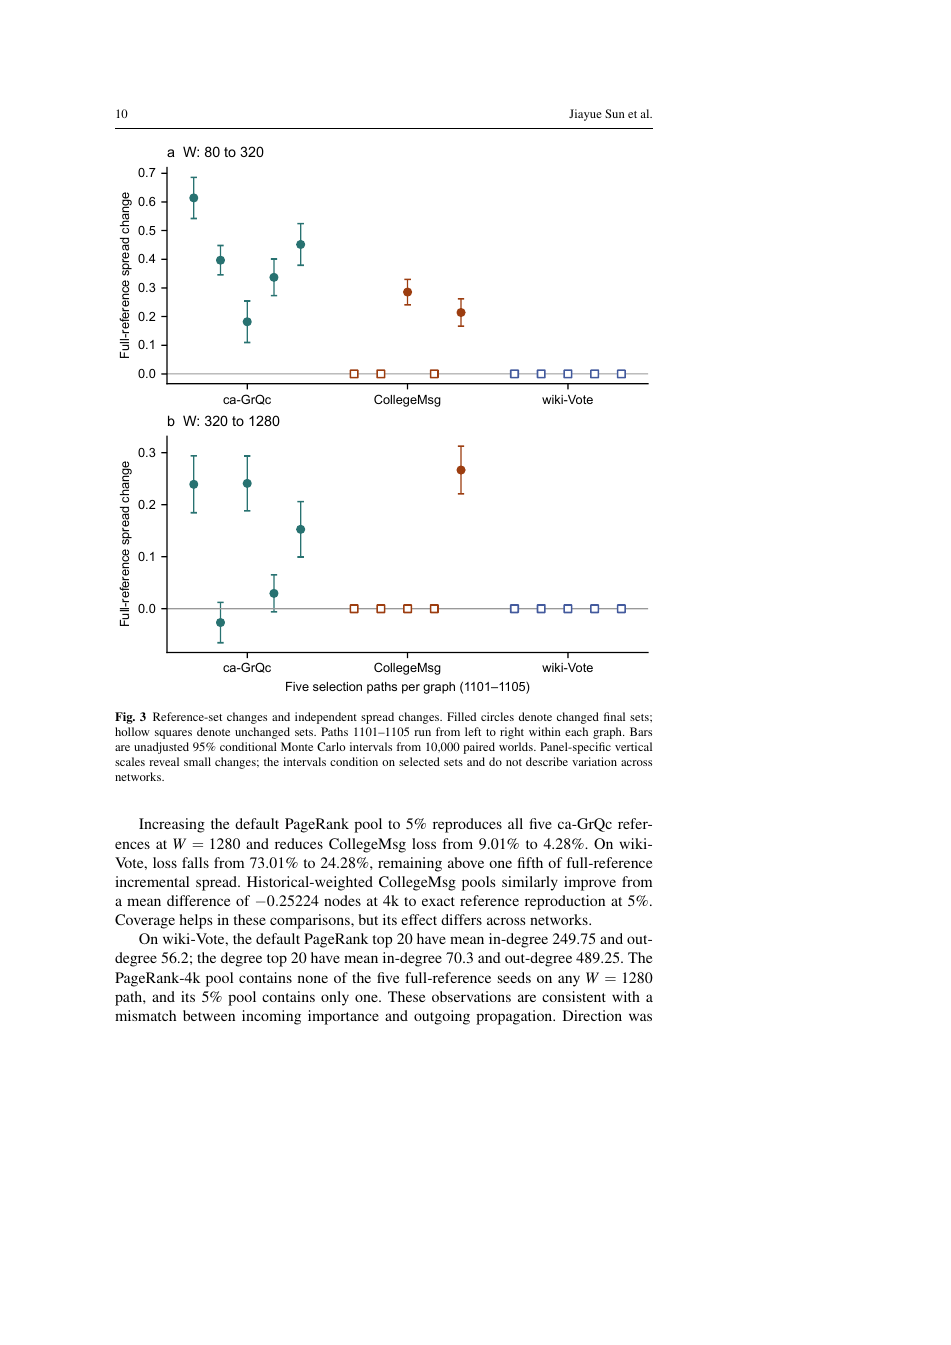 10 Jiayue Sun et al.
a W: 80 to 320
Full-reference spread change
0.7
0.6
0.5
0.4
0.3
0.2
0.1
0.0
ca-GrQc CollegeMsg wiki-Vote
b W: 320 to 1280
Full-reference spread change
0.3
0.2
0.1
0.0
ca-GrQc CollegeMsg wiki-Vote
Five selection paths per graph (1101–1105)
Fig. 3 Reference-set changes and independent spread changes. Filled circles denote changed final sets;
hollow squares denote unchanged sets. Paths 1101–1105 run from left to right within each graph. Bars
are unadjusted 95% conditional Monte Carlo intervals from 10,000 paired worlds. Panel-specific vertical
scales reveal small changes; the intervals condition on selected sets and do not describe variation across
networks.
Increasing the default PageRank pool to 5% reproduces all five ca-GrQc refer-
ences at W = 1280 and reduces CollegeMsg loss from 9.01% to 4.28%. On wiki-
Vote, loss falls from 73.01% to 24.28%, remaining above one fifth of full-reference
incremental spread. Historical-weighted CollegeMsg pools similarly improve from
a mean difference of −0.25224 nodes at 4k to exact reference reproduction at 5%.
Coverage helps in these comparisons, but its effect differs across networks.
On wiki-Vote, the default PageRank top 20 have mean in-degree 249.75 and out-
degree 56.2; the degree top 20 have mean in-degree 70.3 and out-degree 489.25. The
PageRank-4k pool contains none of the five full-reference seeds on any W = 1280
path, and its 5% pool contains only one. These observations are consistent with a
mismatch between incoming importance and outgoing propagation. Direction was